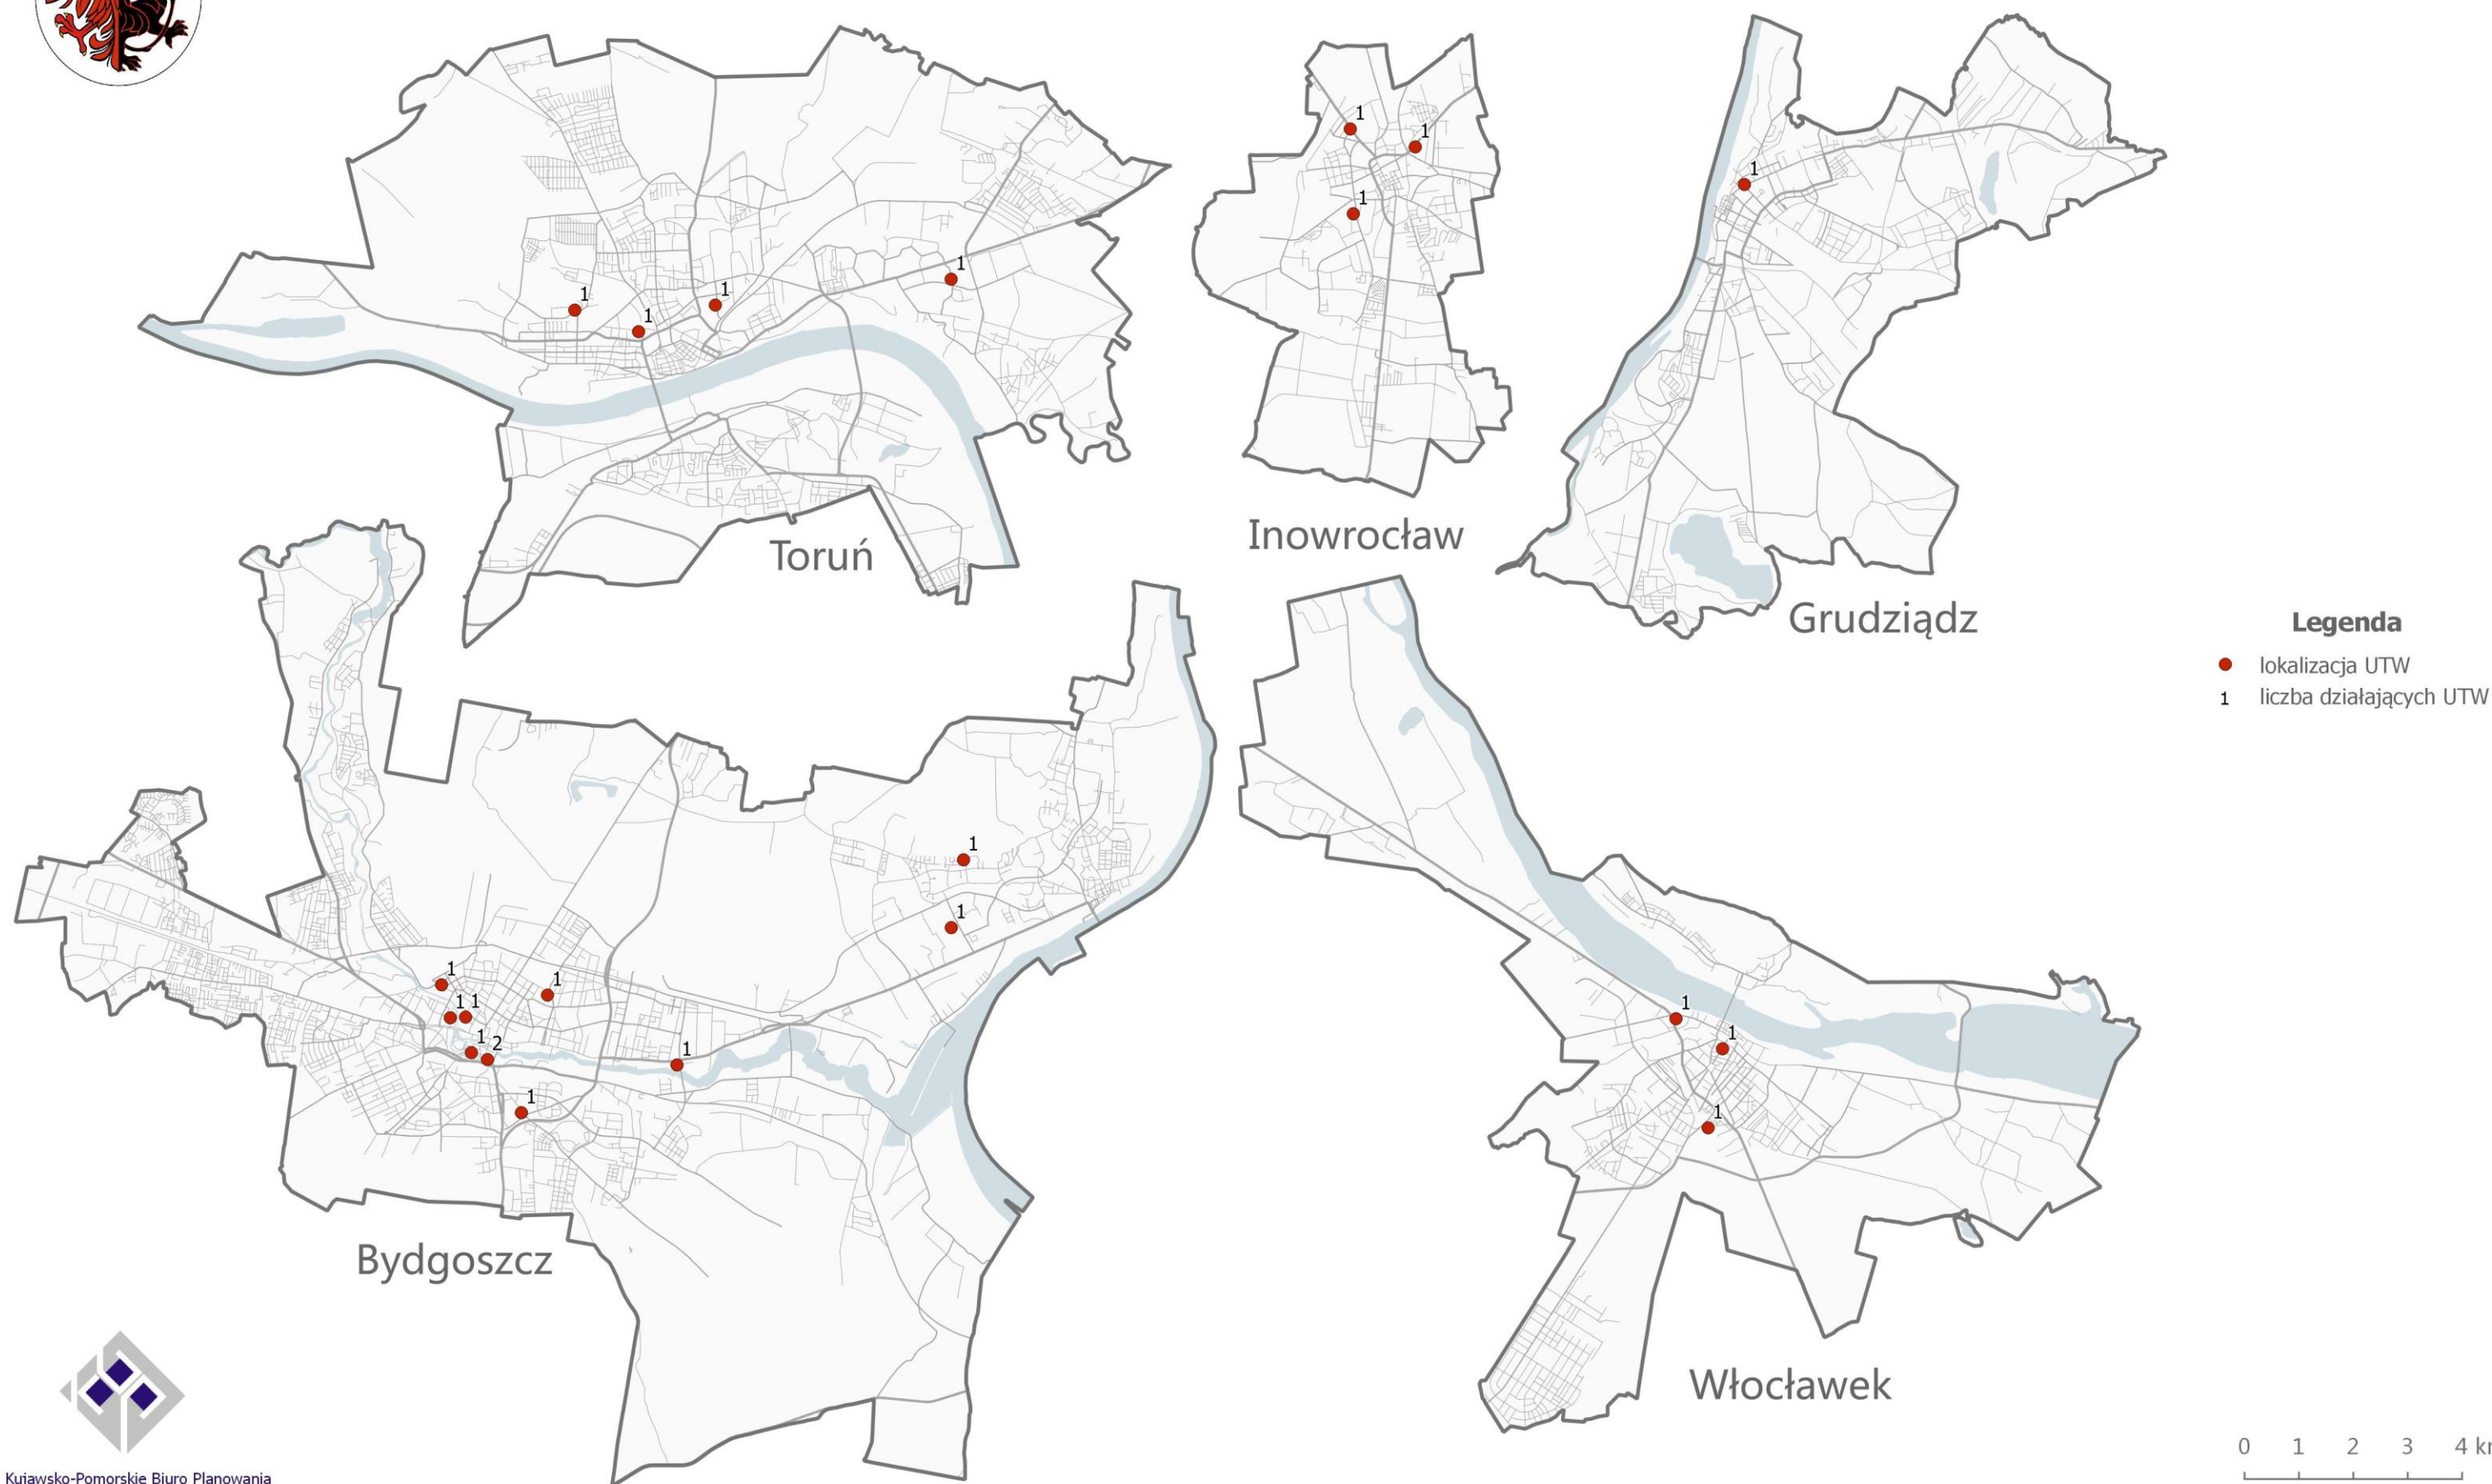 1
1
1
1
Toruń
1
1
1
Inowrocław
1
Grudziądz
Legenda
lokalizacja UTW
1 liczba działających UTW
1
1
1
1
1 1
1 2
1
1
Bydgoszcz
1
1
1
Włocławek
0 1 2 3 4
Kujawsko-Pomorskie Biuro Planowania